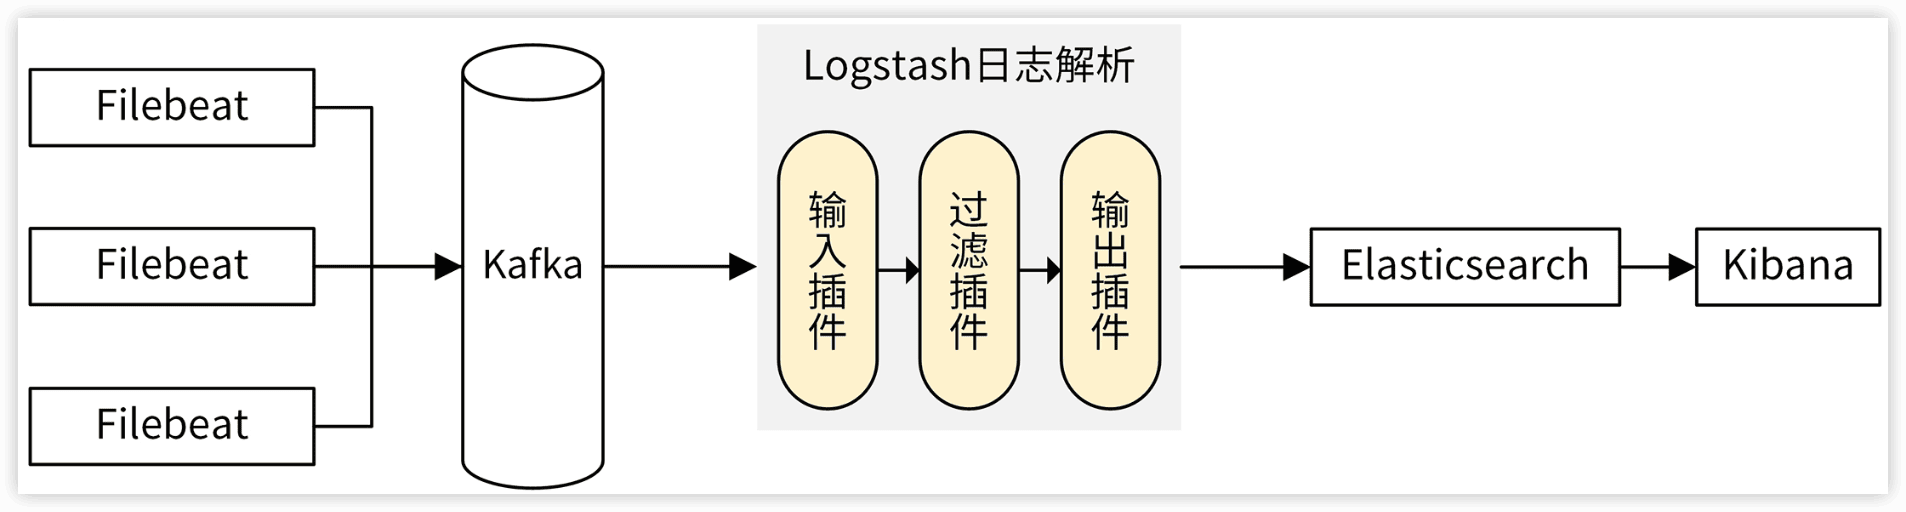 Filebeat
Filebeat
Filebeat
Kafka
Logstash日志解析
输入插件
过滤插件
输出插件
Elasticsearch
Kibana